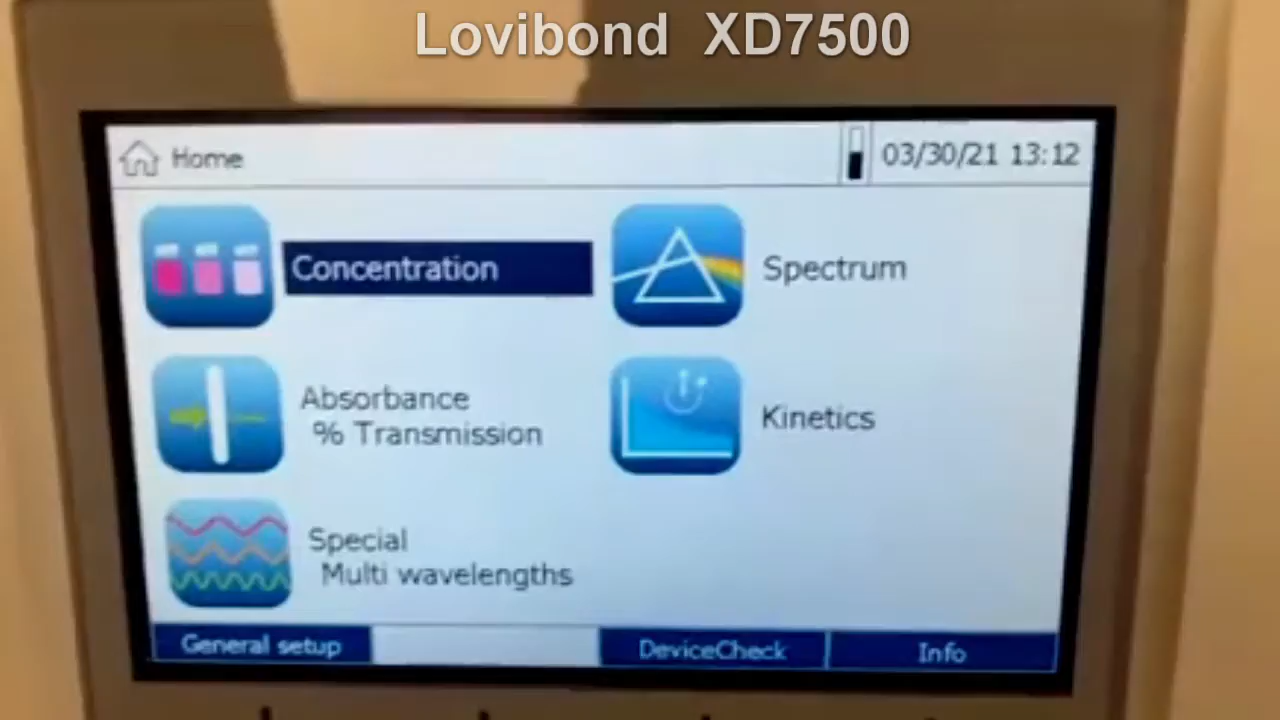 Lovibond XD7500
Home
03/30/21 13:12
Concentration
Spectrum
Absorbance
% Transmission
Kinetics
Special
Multi wavelengths
General setup
DeviceCheck
Info